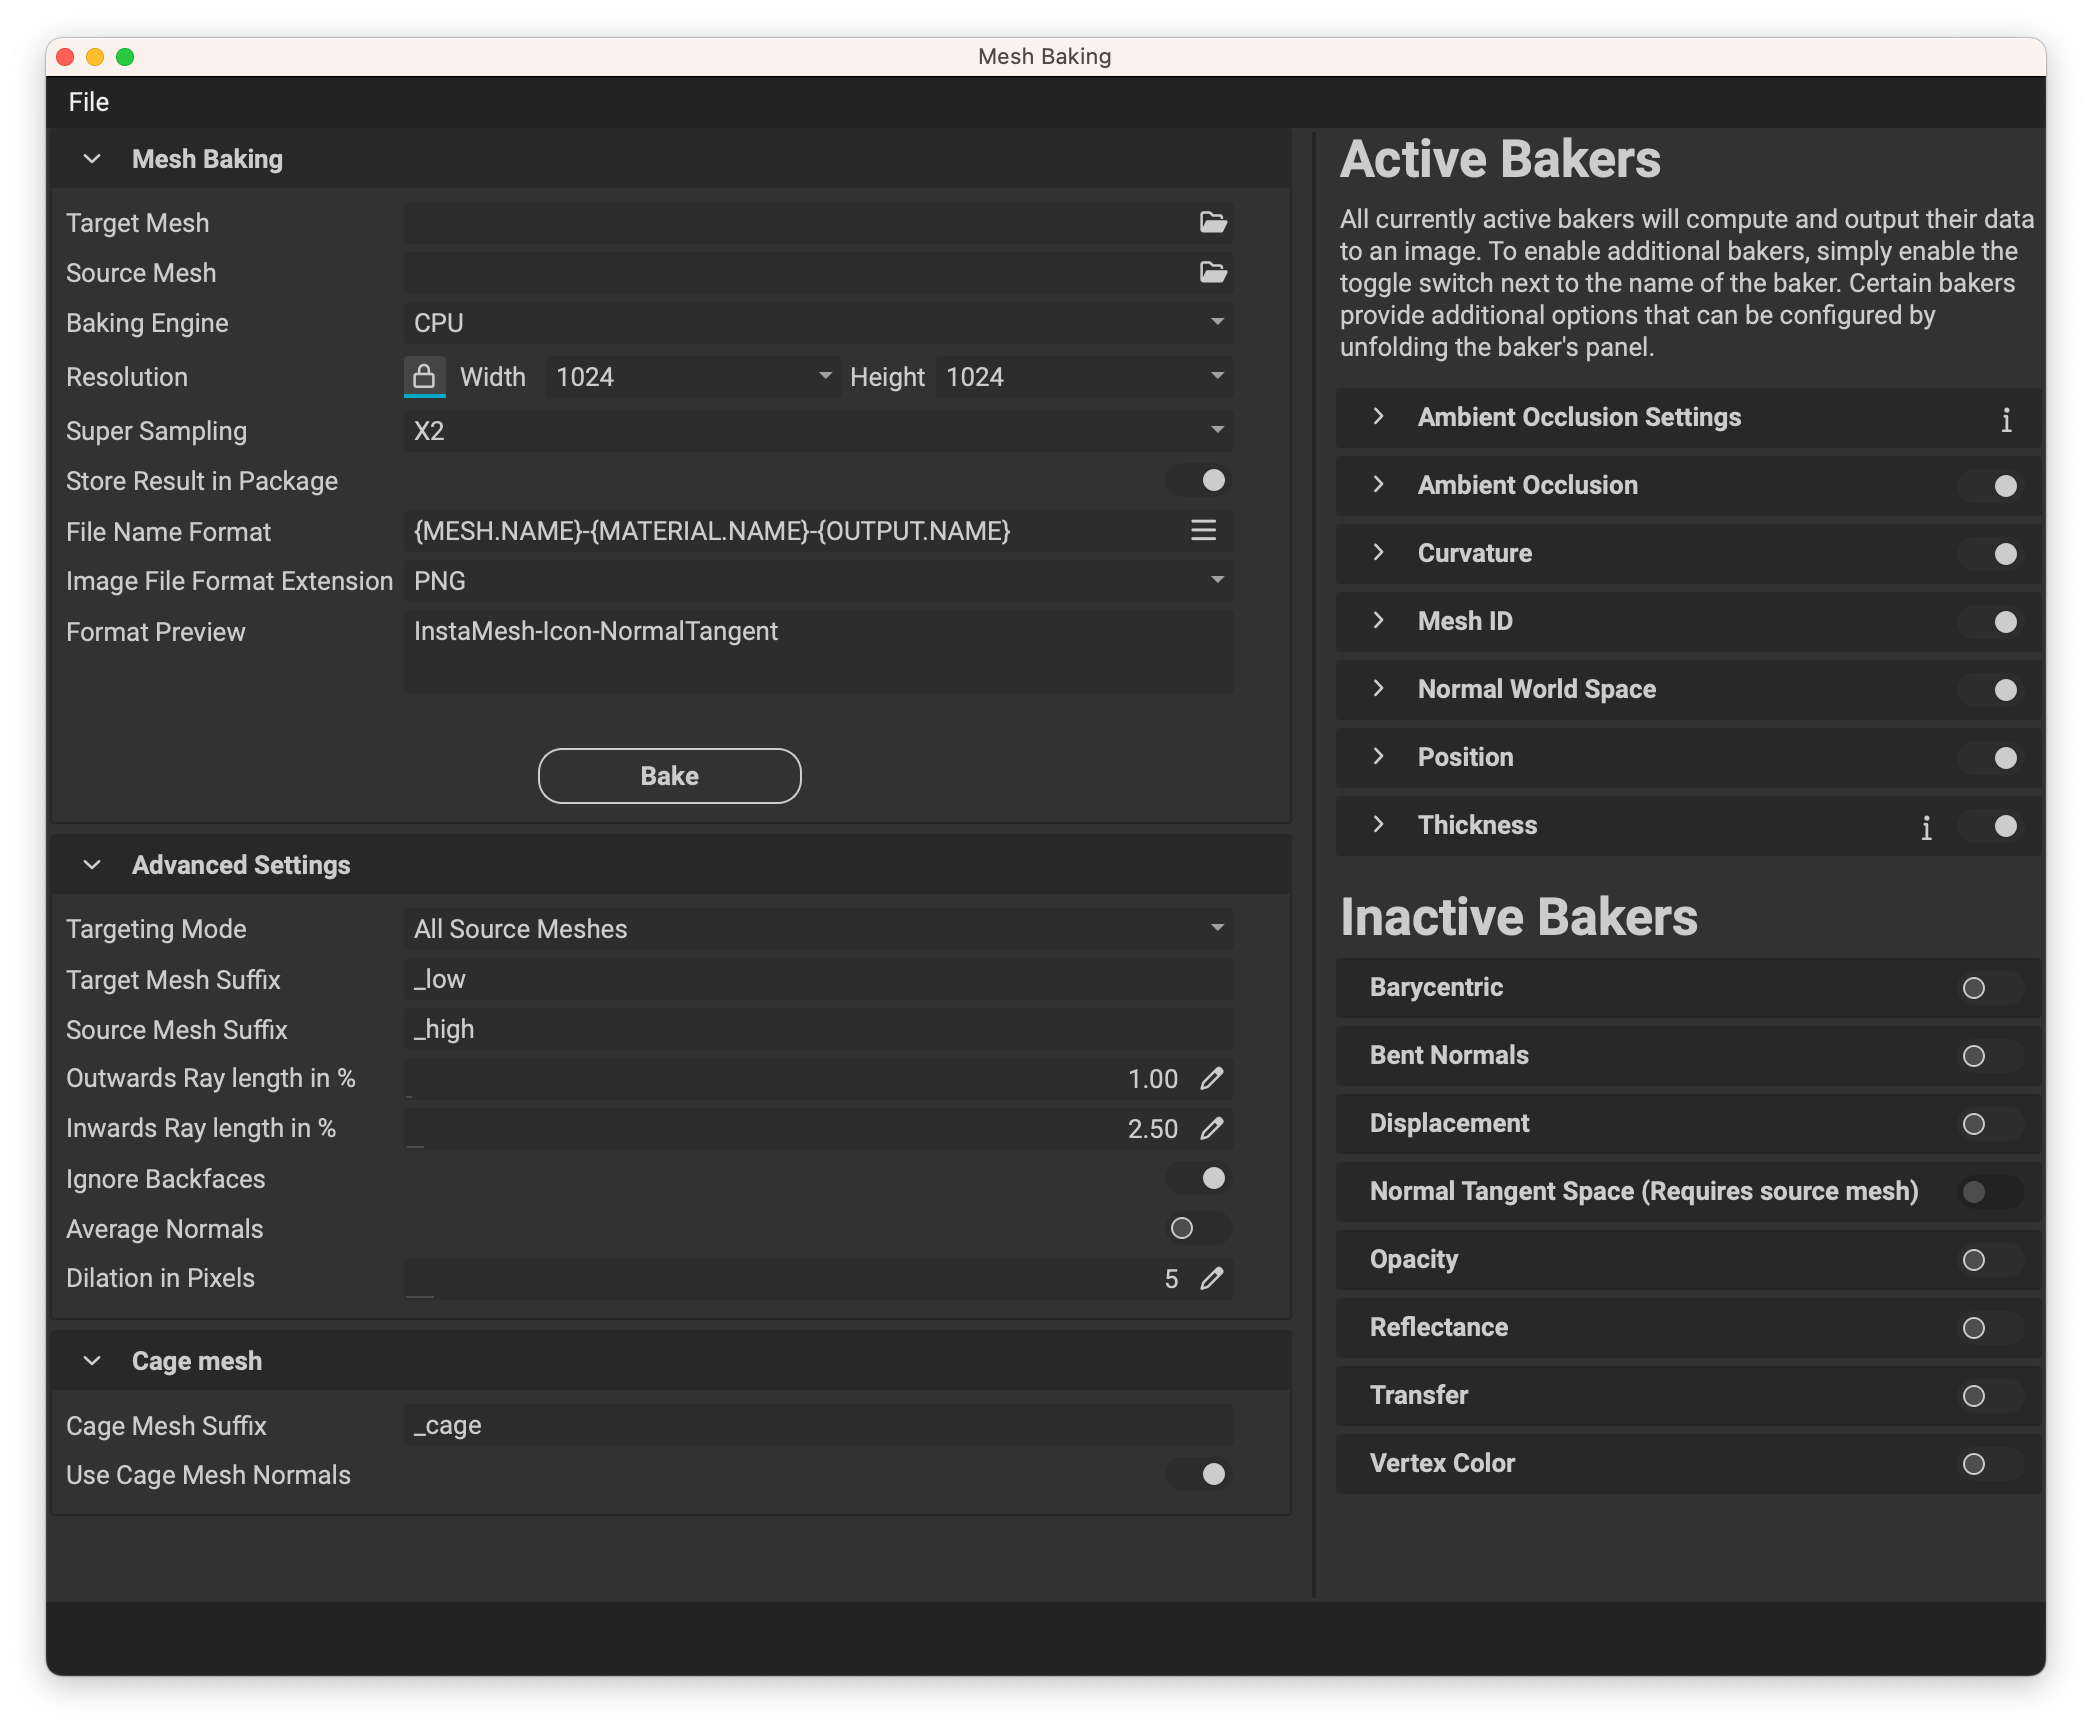 Mesh Baking
File
Mesh Baking
Target Mesh
Source Mesh
Baking Engine CPU
Resolution Width 1024 Height 1024
Super Sampling X2
Store Result in Package
File Name Format {MESH.NAME}-{MATERIAL.NAME}-{OUTPUT.NAME}
Image File Format Extension PNG
Format Preview InstaMesh-Icon-NormalTangent
Bake
Advanced Settings
Targeting Mode All Source Meshes
Target Mesh Suffix _low
Source Mesh Suffix _high
Outwards Ray length in % 1.00
Inwards Ray length in % 2.50
Ignore Backfaces
Average Normals
Dilation in Pixels 5
Cage mesh
Cage Mesh Suffix _cage
Use Cage Mesh Normals
Active Bakers
All currently active bakers will compute and output their data
to an image. To enable additional bakers, simply enable the
toggle switch next to the name of the baker. Certain bakers
provide additional options that can be configured by
unfolding the baker's panel.
Ambient Occlusion Settings
Ambient Occlusion
Curvature
Mesh ID
Normal World Space
Position
Thickness
Inactive Bakers
Barycentric
Bent Normals
Displacement
Normal Tangent Space (Requires source mesh)
Opacity
Reflectance
Transfer
Vertex Color